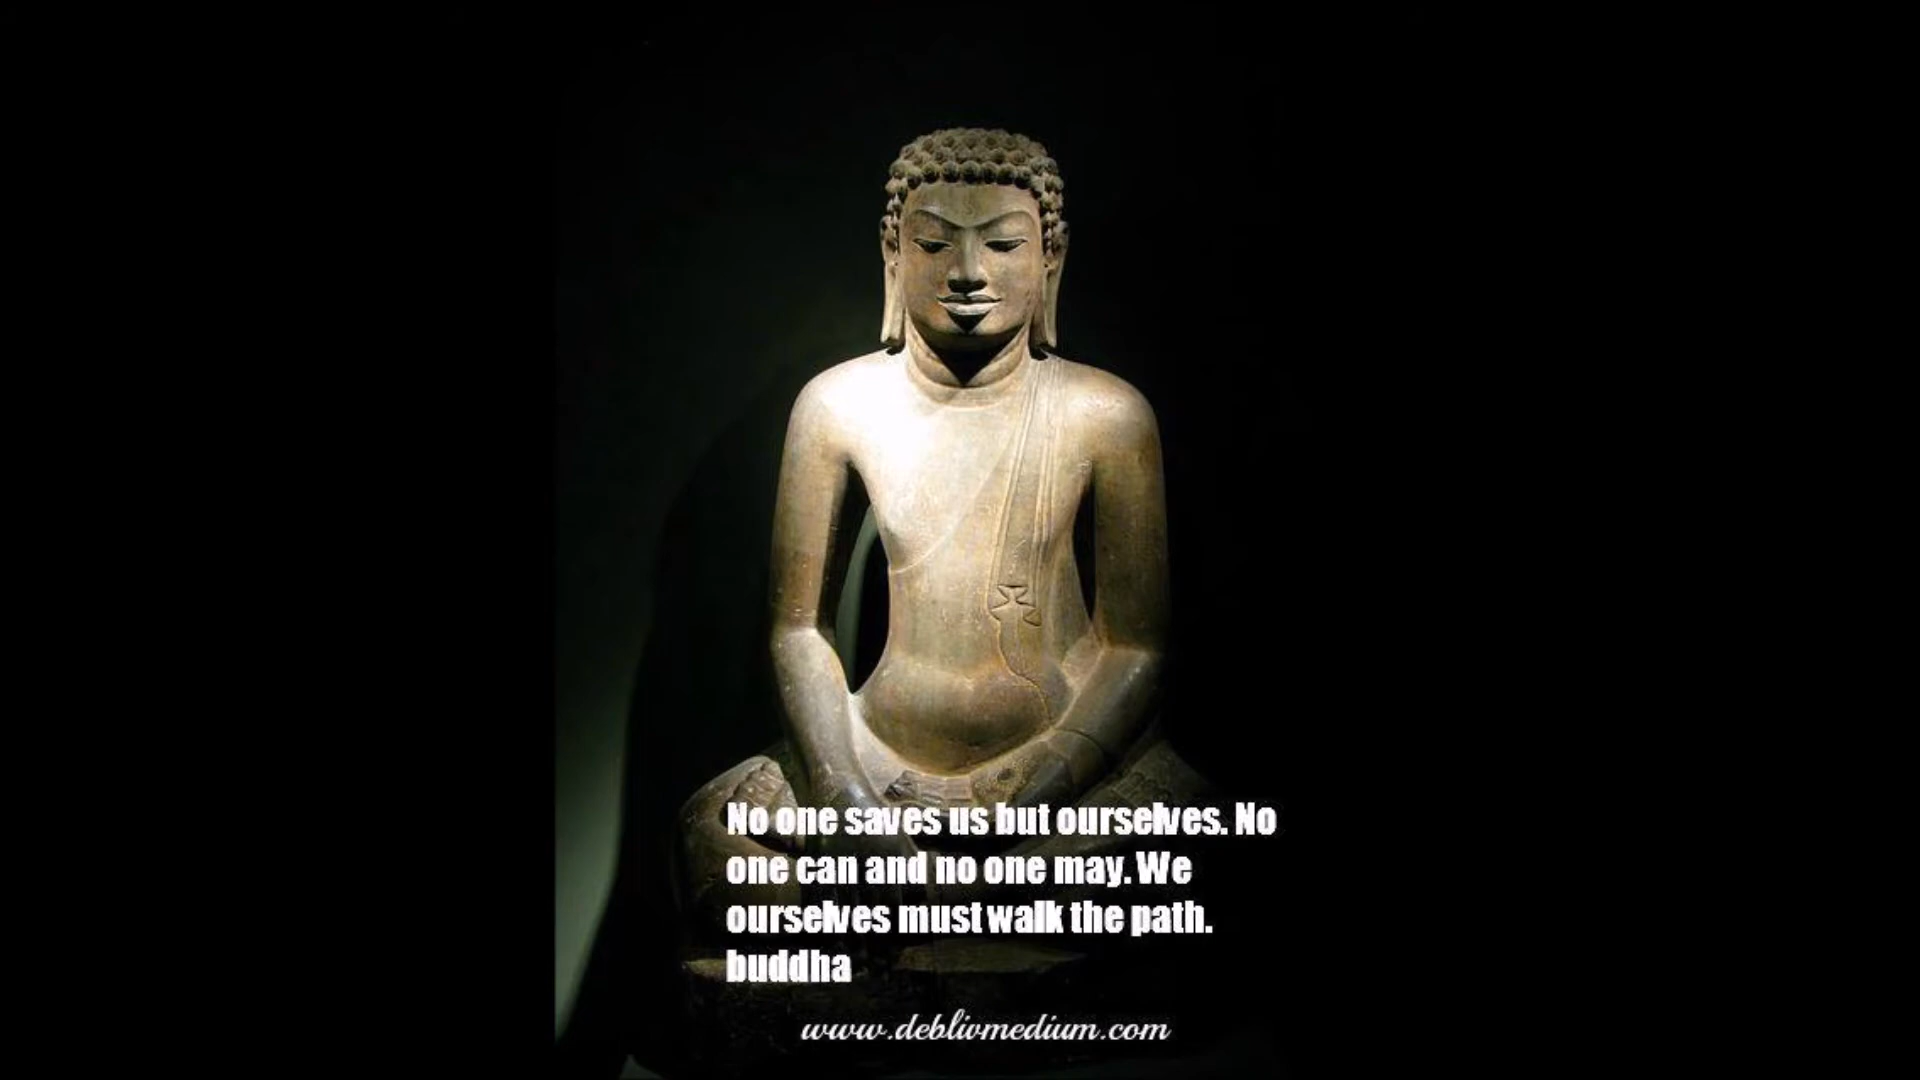 No one saves us but ourselves. No
one can and no one may. We
ourselves must walk the path.
buddha
www.deblivmedium.com